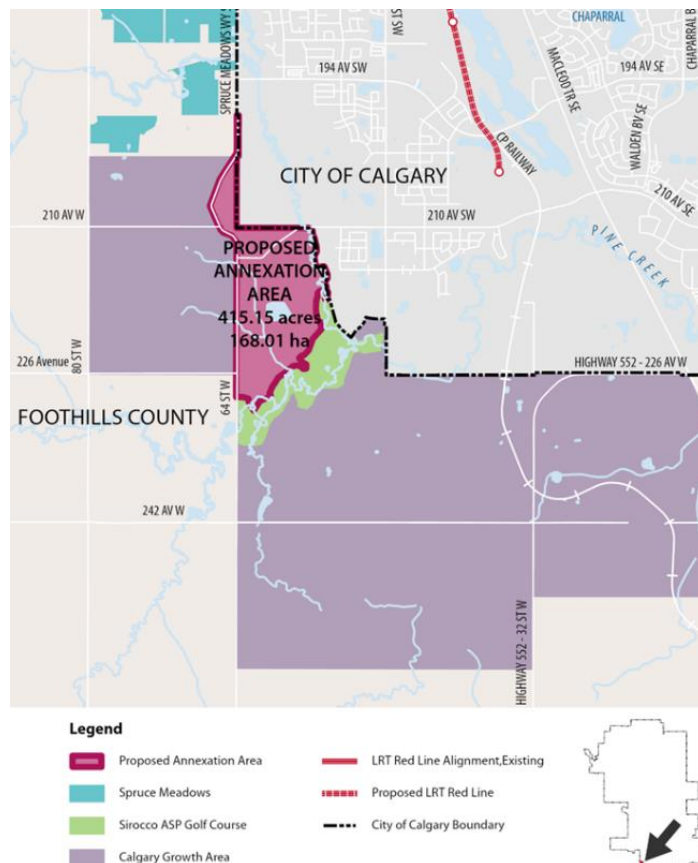 CHAPARRAL
SPRUCE MEADOWS WY S
ST SW
CHAPARRAL B
194 AV SW
MACLEOD TR SE
194 AV SE
WALDEN BV SE
CP RAILWAY
CITY OF CALGARY
210 AV W
210 AV SW
210 AV SE
PINE CREEK
PROPOSED
ANNEXATION
AREA
415.15 acres
168.01 ha
226 Avenue
80 ST W
HIGHWAY 552 - 226 AV W
64 ST W
FOOTHILLS COUNTY
242 AV W
HIGHWAY 552 - 32 ST W
Legend
Proposed Annexation Area
LRT Red Line Alignment,Existing
Spruce Meadows
Proposed LRT Red Line
Sirocco ASP Golf Course
City of Calgary Boundary
Calgary Growth Area